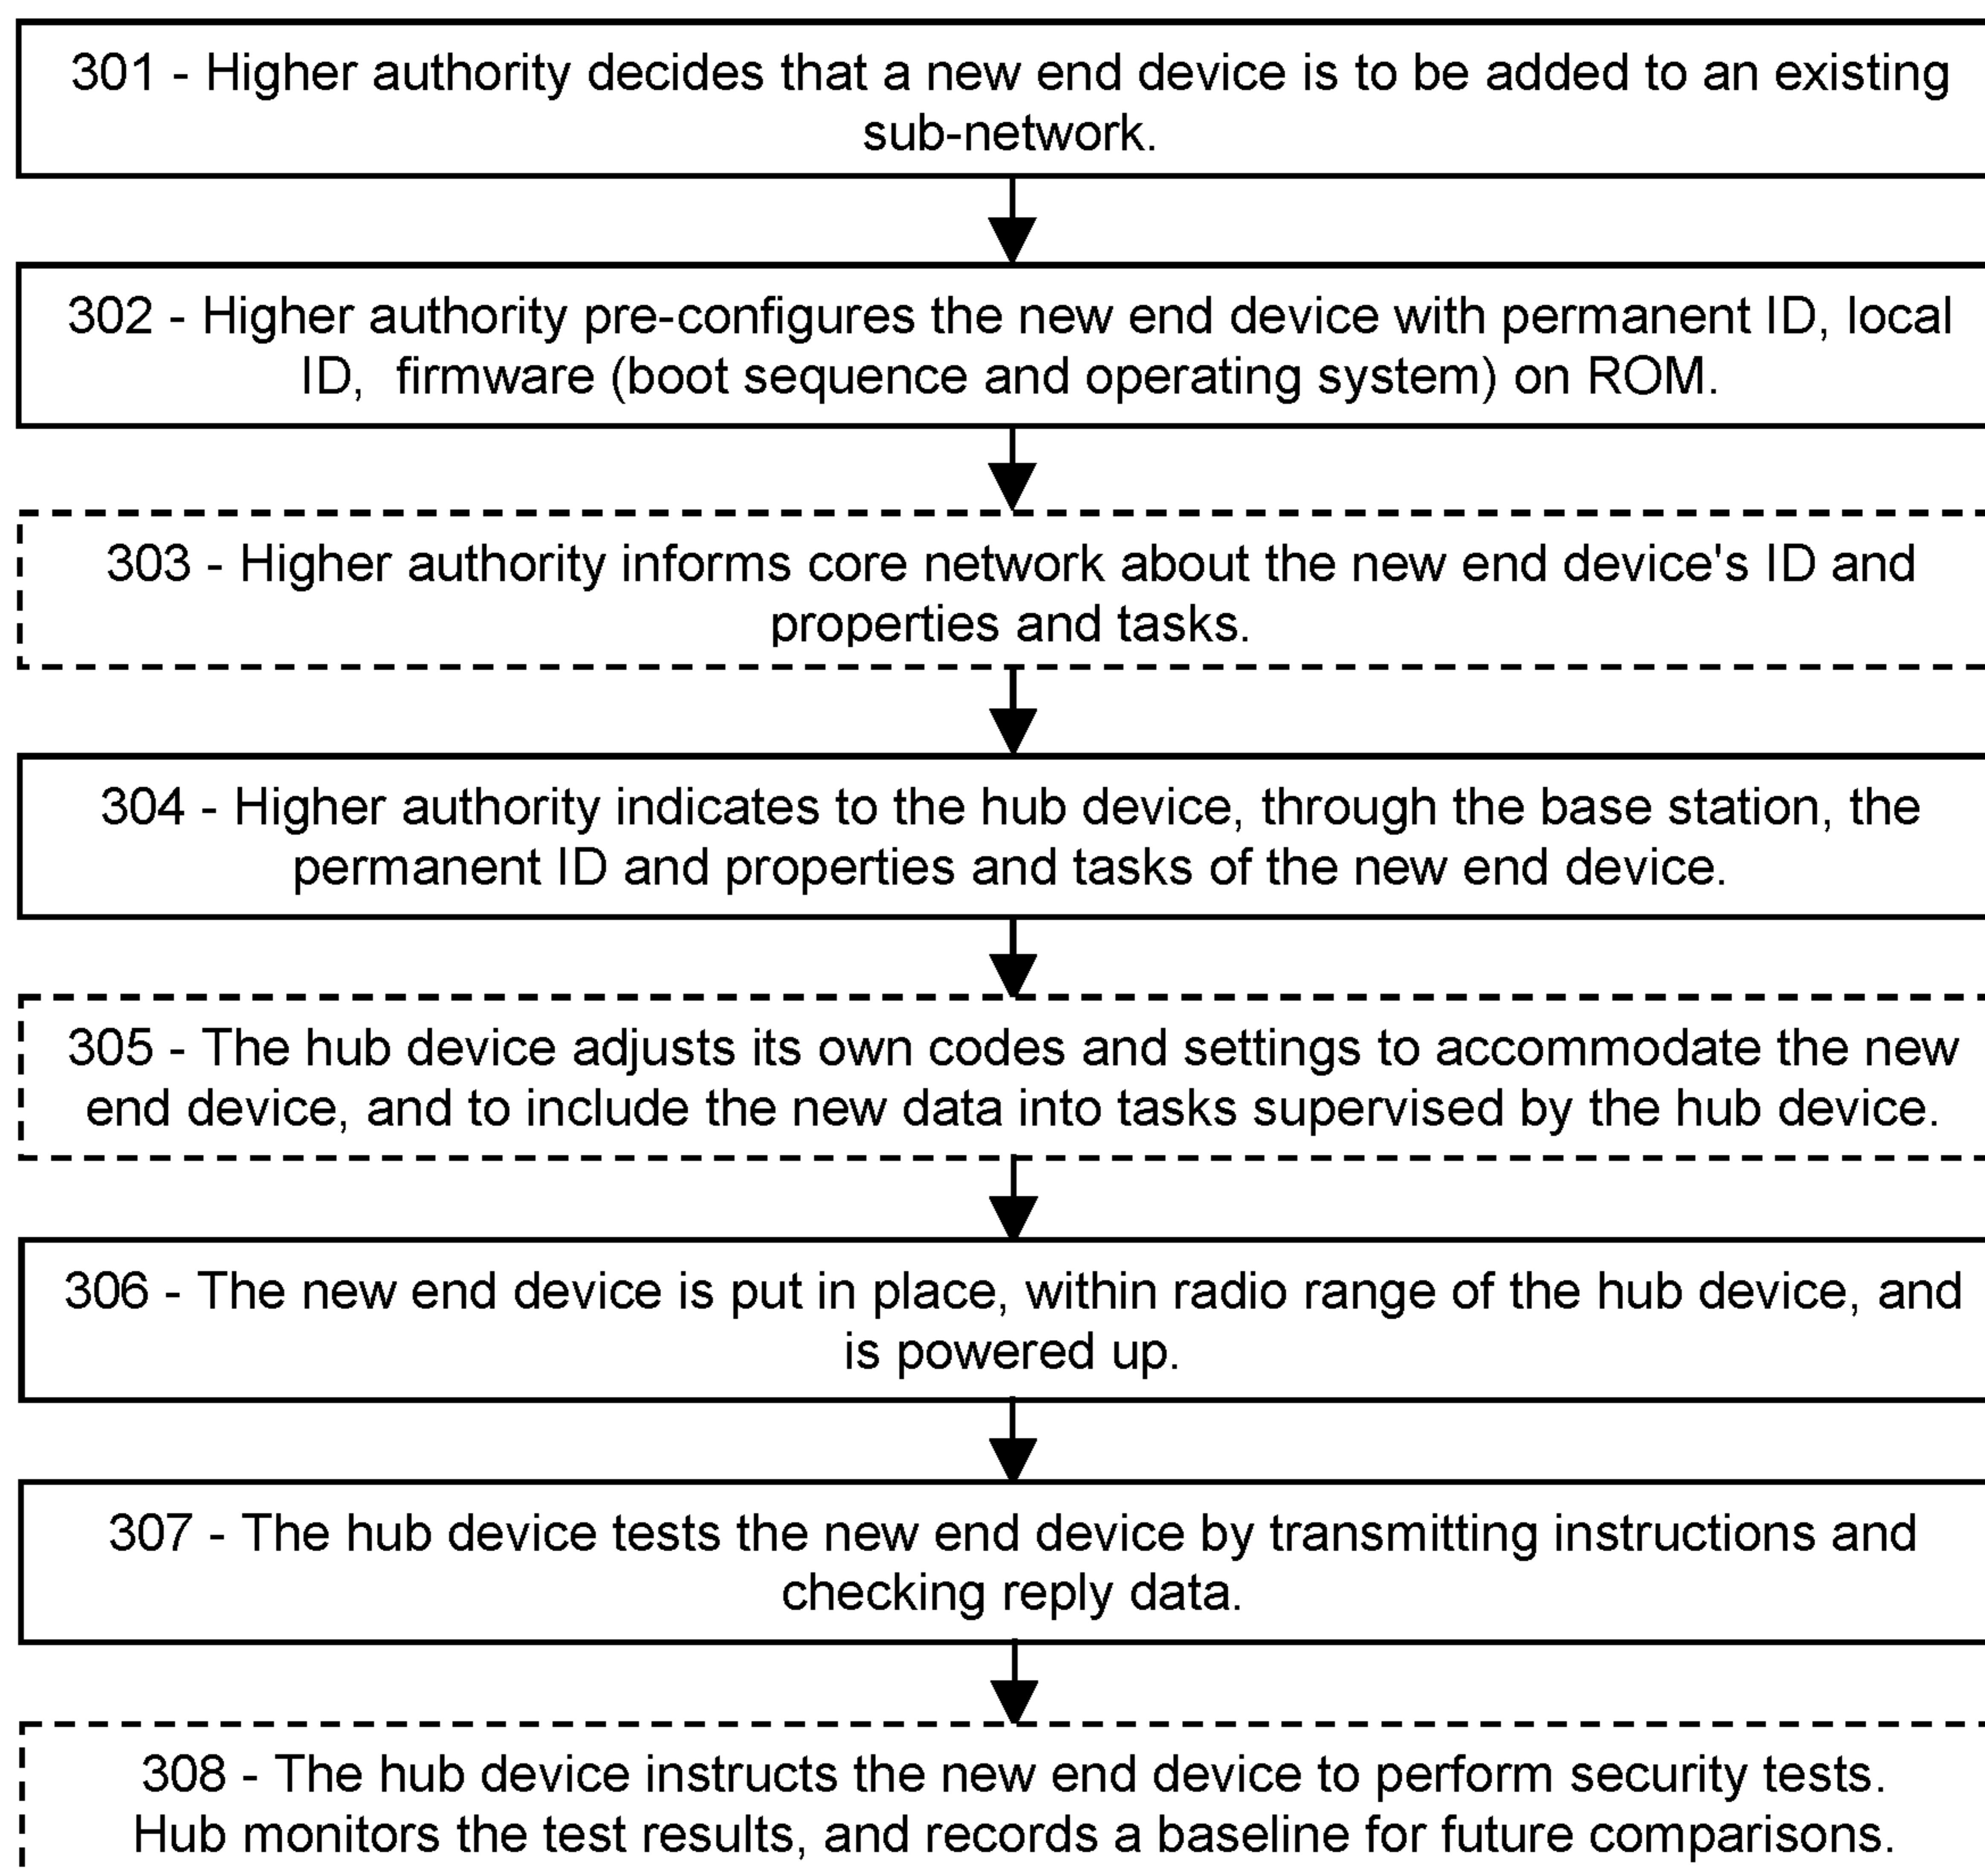 301 - Higher authority decides that a new end device is to be added to an existing
sub-network.
302 - Higher authority pre-configures the new end device with permanent ID, local
ID,  firmware (boot sequence and operating system) on ROM.
303 - Higher authority informs core network about the new end device's ID and
properties and tasks.
304 - Higher authority indicates to the hub device, through the base station, the
permanent ID and properties and tasks of the new end device.
305 - The hub device adjusts its own codes and settings to accommodate the new
end device, and to include the new data into tasks supervised by the hub device.
306 - The new end device is put in place, within radio range of the hub device, and
is powered up.
307 - The hub device tests the new end device by transmitting instructions and
checking reply data.
308 - The hub device instructs the new end device to perform security tests.
Hub monitors the test results, and records a baseline for future comparisons.